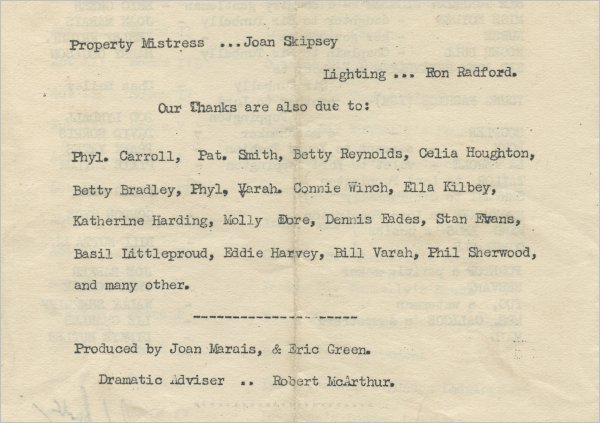 Property Mistress ...Joan Skipsey
Lighting ... Ron Radford.
Our Thanks are also due to:
Phyl. Carroll, Pat. Smith, Betty Reynolds, Celia Houghton,
Betty Bradley, Phyl, Varah. Connie Winch, Ella Kilbey,
Katherine Harding, Molly Dore, Dennis Eades, Stan Evans,
Basil Littleproud, Eddie Harvey, Bill Varah, Phil Sherwood,
and many other.
--------------------
Produced by Joan Marais, & Eric Green.
Dramatic Adviser .. Robert McArthur.